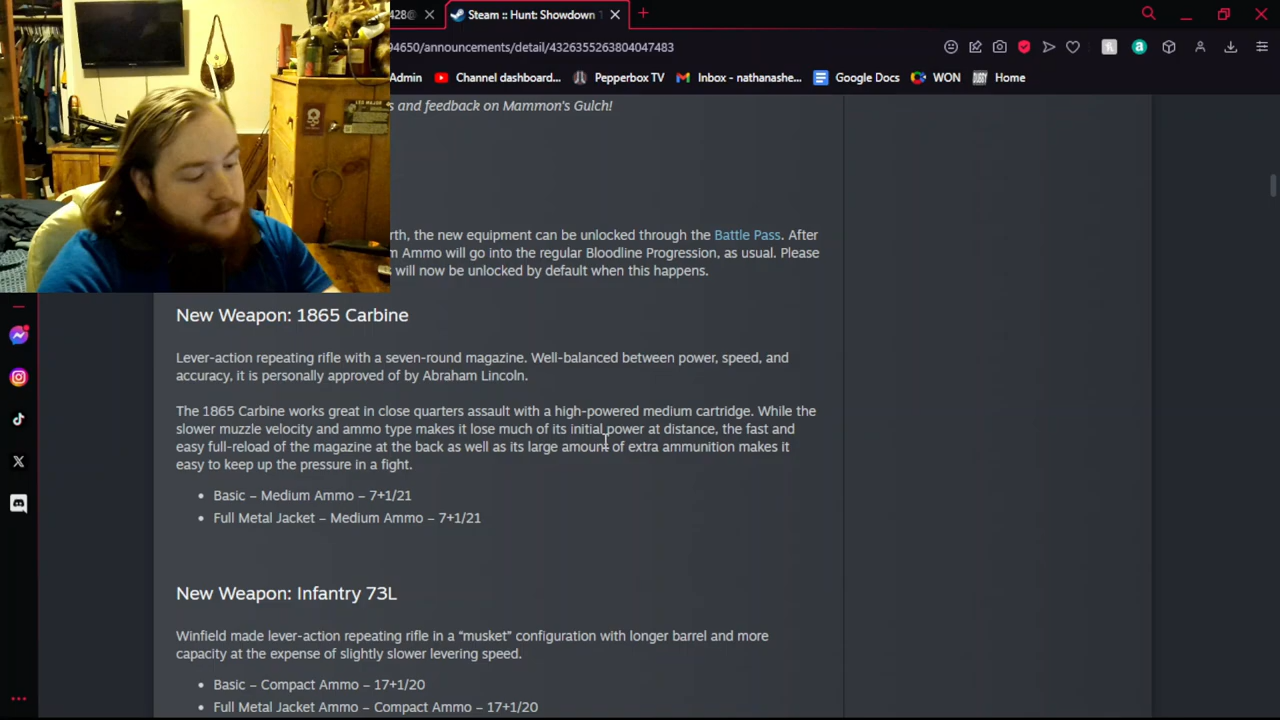 428@
Steam :: Hunt: Showdown 1
94650/announcements/detail/4326355263804047483
Admin
Channel dashboard...
Pepperbox TV
Inbox - nathanashe...
Google Docs
WON
Home
s and feedback on Mammon's Gulch!
rth, the new equipment can be unlocked through the Battle Pass. After
m Ammo will go into the regular Bloodline Progression, as usual. Please
will now be unlocked by default when this happens.
New Weapon: 1865 Carbine
Lever-action repeating rifle with a seven-round magazine. Well-balanced between power, speed, and
accuracy, it is personally approved of by Abraham Lincoln.
The 1865 Carbine works great in close quarters assault with a high-powered medium cartridge. While the
slower muzzle velocity and ammo type makes it lose much of its initial power at distance, the fast and
easy full-reload of the magazine at the back as well as its large amount of extra ammunition makes it
easy to keep up the pressure in a fight.
• Basic – Medium Ammo – 7+1/21
• Full Metal Jacket – Medium Ammo – 7+1/21
New Weapon: Infantry 73L
Winfield made lever-action repeating rifle in a “musket” configuration with longer barrel and more
capacity at the expense of slightly slower levering speed.
• Basic – Compact Ammo – 17+1/20
• Full Metal Jacket Ammo – Compact Ammo – 17+1/20